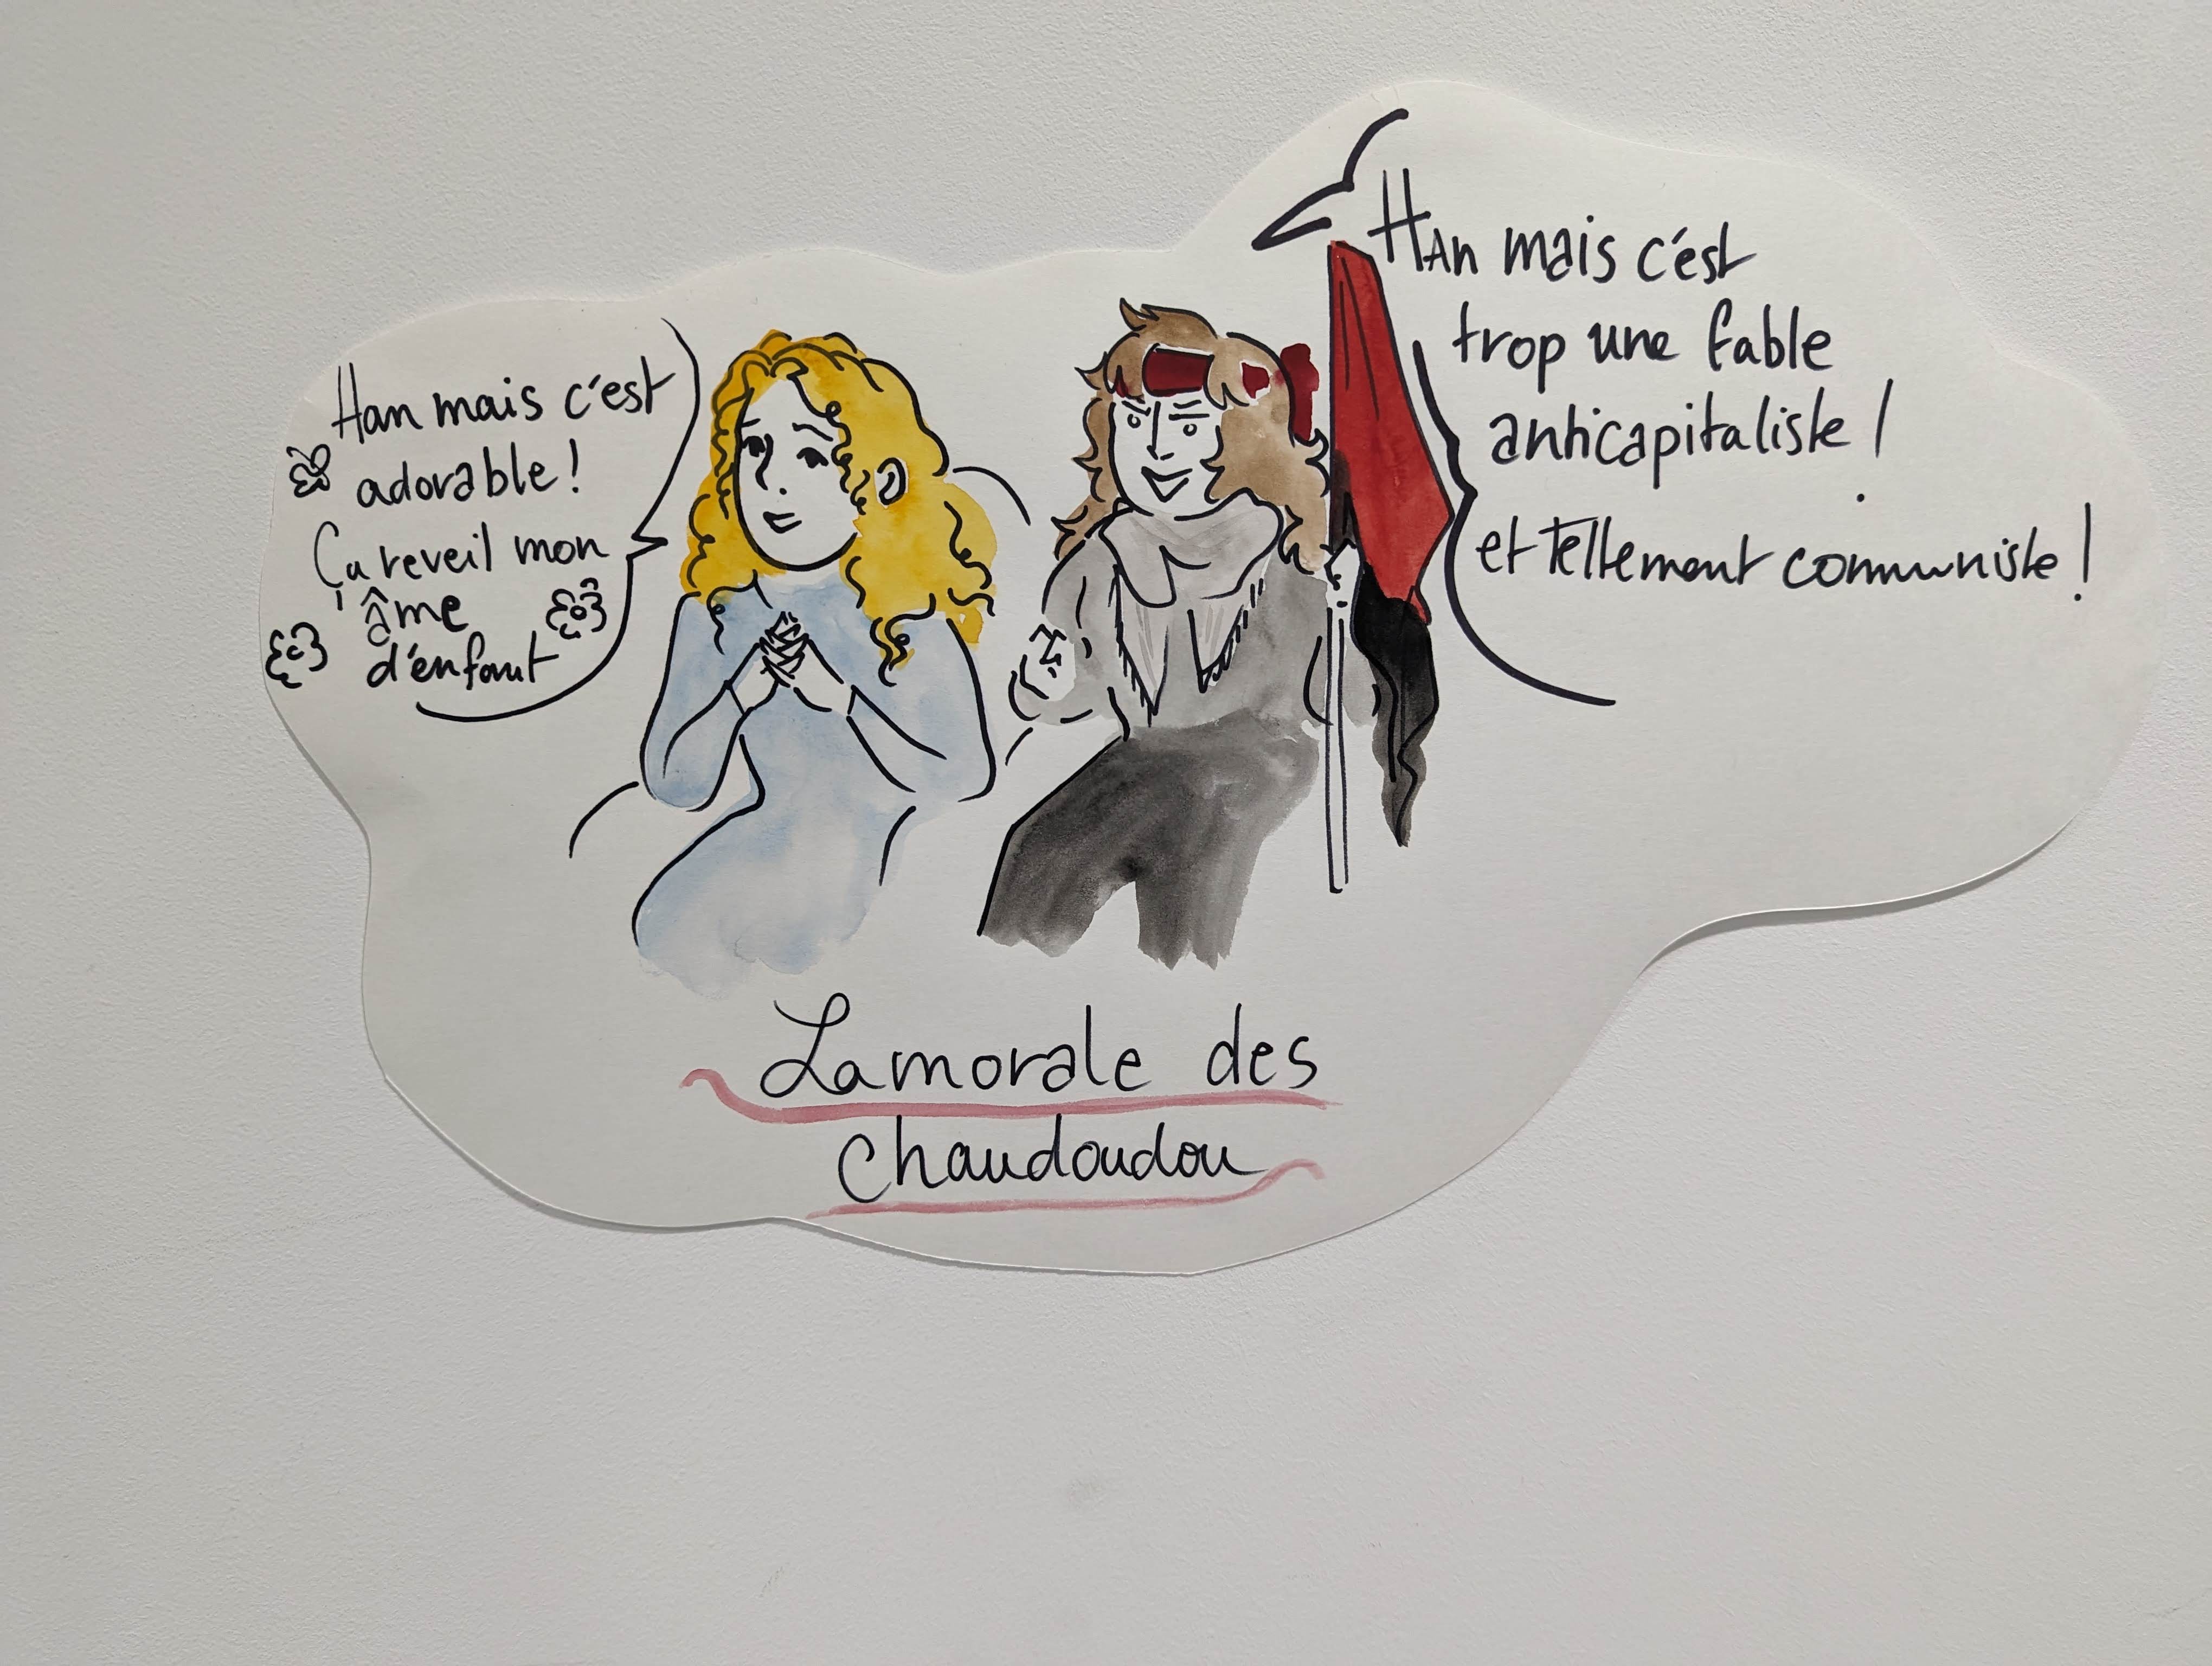 Han mais c'est
adorable !
Ça reveil mon
âme
d'enfant
HAn mais c'est
trop une fable
anticapitaliste !
et tellement communiste !
La morale des
chaudoudou